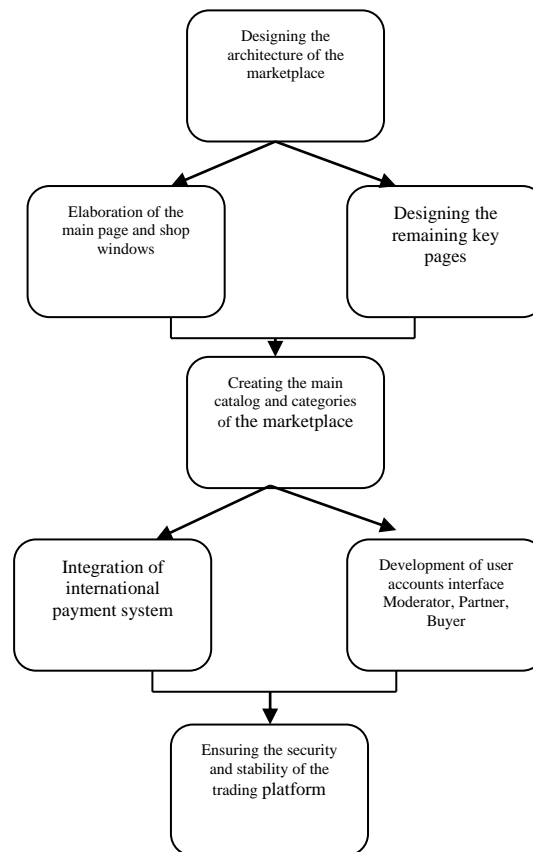 Designing the
architecture of the
marketplace
Elaboration of the
main page and shop
windows
Designing the
remaining key
pages
Creating the main
catalog and categories
of the marketplace
Integration of
international
payment system
Development of user
accounts interface
Moderator, Partner,
Buyer
Ensuring the security
and stability of the
trading platform